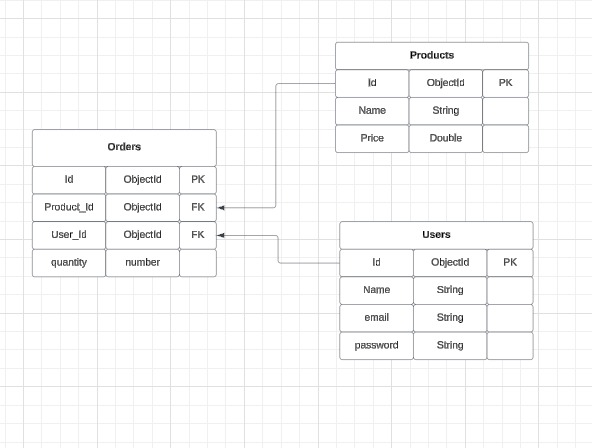 Products
Id ObjectId PK
Name String
Price Double
Orders
Id ObjectId PK
Product_Id ObjectId FK
User_Id ObjectId FK
quantity number
Users
Id ObjectId PK
Name String
email String
password String